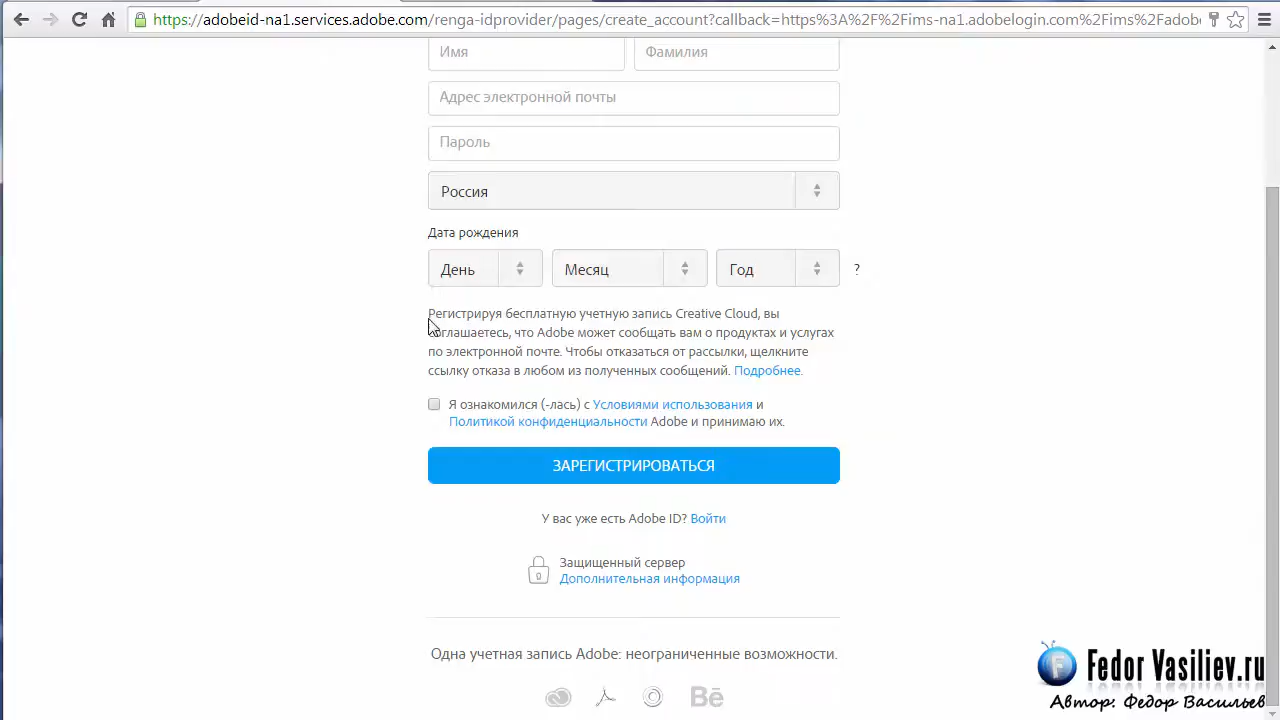 https://adobeid-na1.services.adobe.com/renga-idprovider/pages/create_account?callback=https%3A%2F%2Fims-na1.adobelogin.com%2Fims%2Fadobe
Имя Фамилия
Адрес электронной почты
Пароль
Россия
Дата рождения
День Месяц Год ?
Регистрируя бесплатную учетную запись Creative Cloud, вы
соглашаетесь, что Adobe может сообщать вам о продуктах и услугах
по электронной почте. Чтобы отказаться от рассылки, щелкните
ссылку отказа в любом из полученных сообщений. Подробнее.
Я ознакомился (-лась) с Условиями использования и
Политикой конфиденциальности Adobe и принимаю их.
ЗАРЕГИСТРИРОВАТЬСЯ
У вас уже есть Adobe ID? Войти
Защищенный сервер
Дополнительная информация
Одна учетная запись Adobe: неограниченные возможности.
Bē
F Fedor Vasiliev.ru
Автор: Федор Васильев